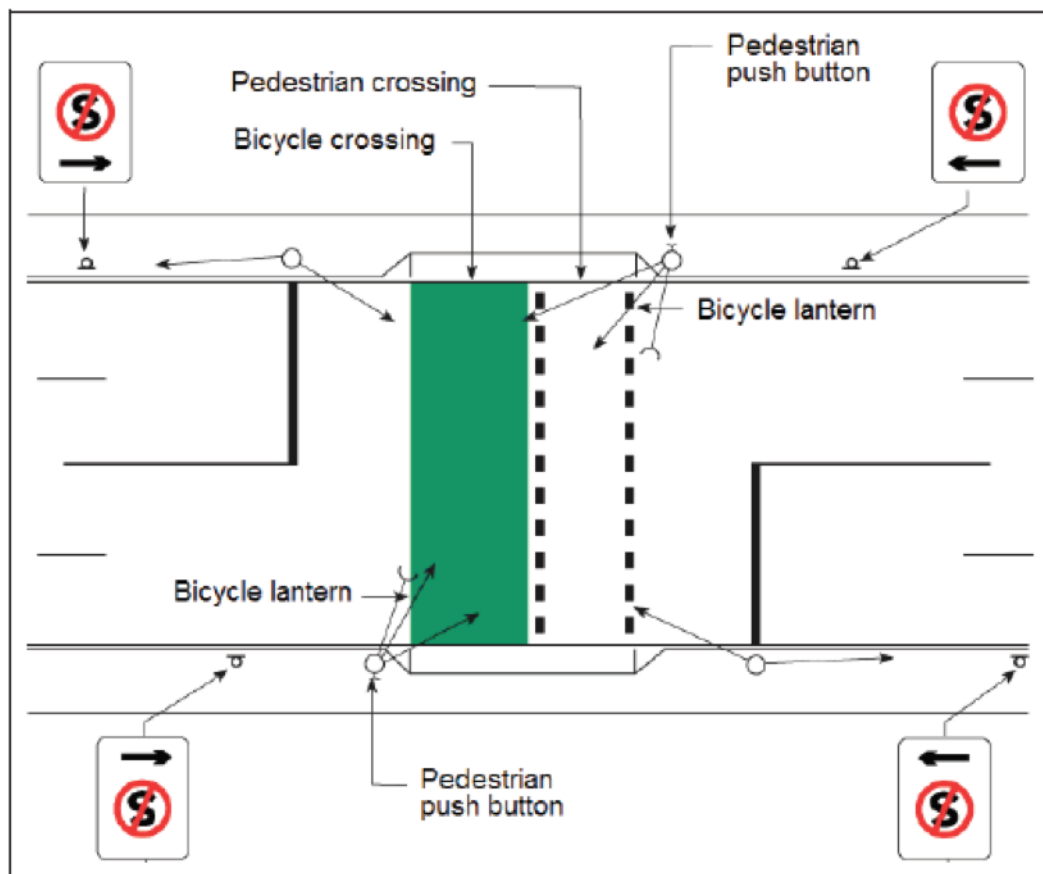 Pedestrian
push button
Pedestrian crossing
Bicycle crossing
S
S
Bicycle lantern
Bicycle lantern
S
S
Pedestrian
push button